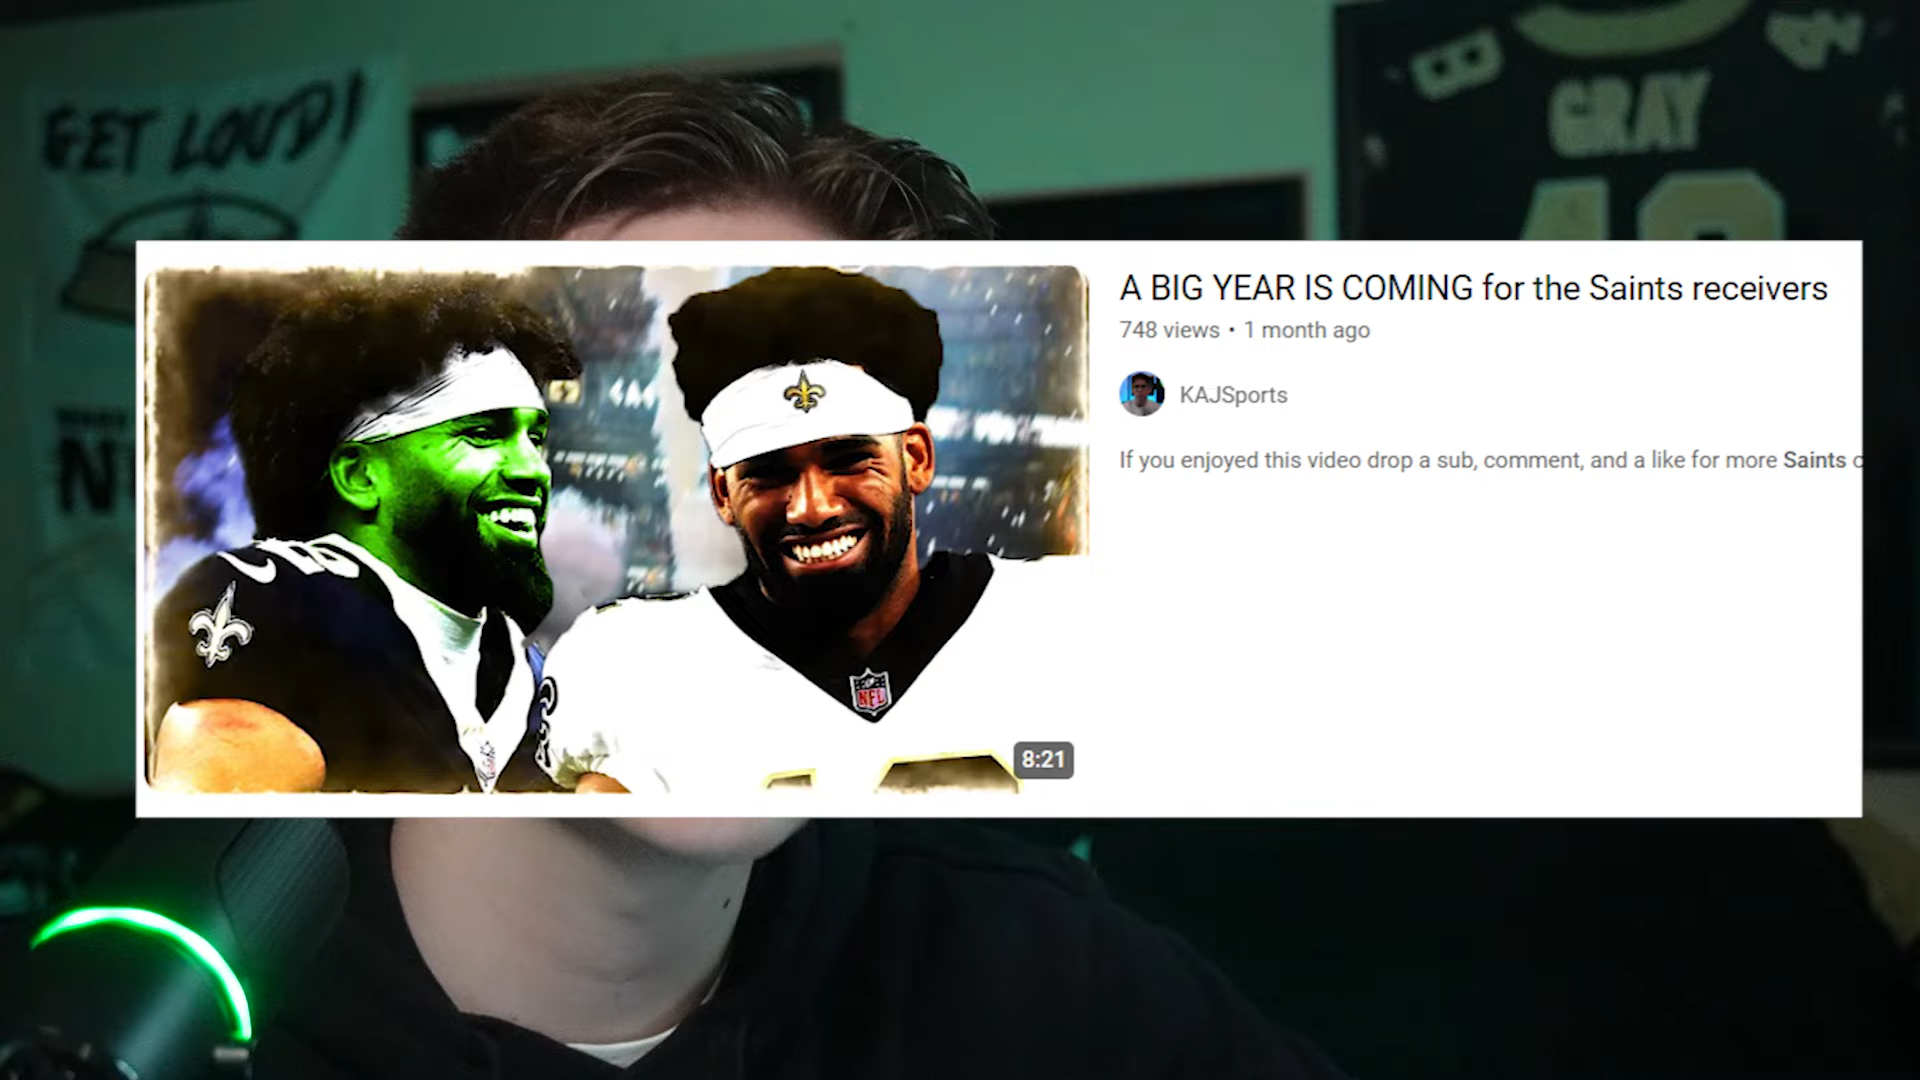 GET LOUD!
GRAY
A BIG YEAR IS COMING for the Saints receivers
748 views • 1 month ago
KAJSports
If you enjoyed this video drop a sub, comment, and a like for more Saints
NFL
8:21